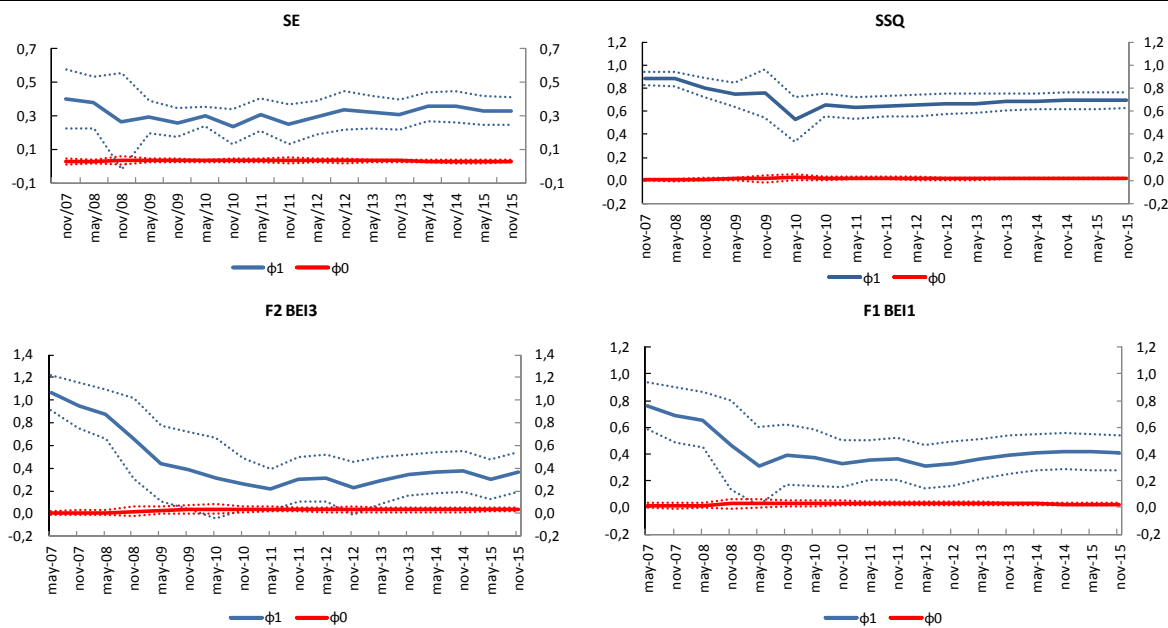 SE
0,7 0,7
0,5 0,5
0,3 0,3
0,1 0,1
-0,1 -0,1
nov/07 may/08 nov/08 may/09 nov/09 may/10 nov/10 may/11 nov/11 may/12 nov/12 may/13 nov/13 may/14 nov/14 may/15 nov/15
ϕ1 ϕ0
SSQ
1,2 1,2
1,0 1,0
0,8 0,8
0,6 0,6
0,4 0,4
0,2 0,2
0,0 0,0
-0,2 -0,2
nov-07 may-08 nov-08 may-09 nov-09 may-10 nov-10 may-11 nov-11 may-12 nov-12 may-13 nov-13 may-14 nov-14 may-15 nov-15
ϕ1 ϕ0
F2 BEI3
1,4 1,4
1,2 1,2
1,0 1,0
0,8 0,8
0,6 0,6
0,4 0,4
0,2 0,2
0,0 0,0
-0,2 -0,2
may-07 nov-07 may-08 nov-08 may-09 nov-09 may-10 nov-10 may-11 nov-11 may-12 nov-12 may-13 nov-13 may-14 nov-14 may-15 nov-15
ϕ1 ϕ0
F1 BEI1
1,2 1,2
1,0 1,0
0,8 0,8
0,6 0,6
0,4 0,4
0,2 0,2
0,0 0,0
-0,2 -0,2
may-07 nov-07 may-08 nov-08 may-09 nov-09 may-10 nov-10 may-11 nov-11 may-12 nov-12 may-13 nov-13 may-14 nov-14 may-15 nov-15
ϕ1 ϕ0